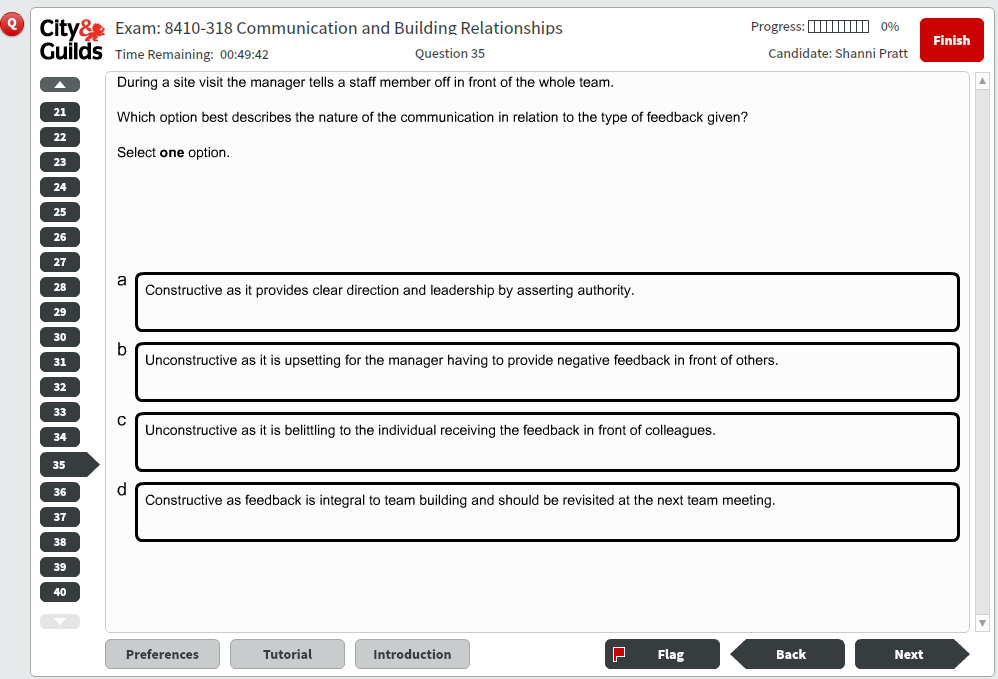 Q
City&
Guilds
Exam: 8410-318 Communication and Building Relationships
Time Remaining: 00:49:42
Question 35
Progress: 0%
Candidate: Shanni Pratt
Finish
21
22
23
24
25
26
27
28
29
30
31
32
33
34
35
36
37
38
39
40
During a site visit the manager tells a staff member off in front of the whole team.
Which option best describes the nature of the communication in relation to the type of feedback given?
Select one option.
a
Constructive as it provides clear direction and leadership by asserting authority.
b
Unconstructive as it is upsetting for the manager having to provide negative feedback in front of others.
c
Unconstructive as it is belittling to the individual receiving the feedback in front of colleagues.
d
Constructive as feedback is integral to team building and should be revisited at the next team meeting.
Preferences
Tutorial
Introduction
Flag
Back
Next